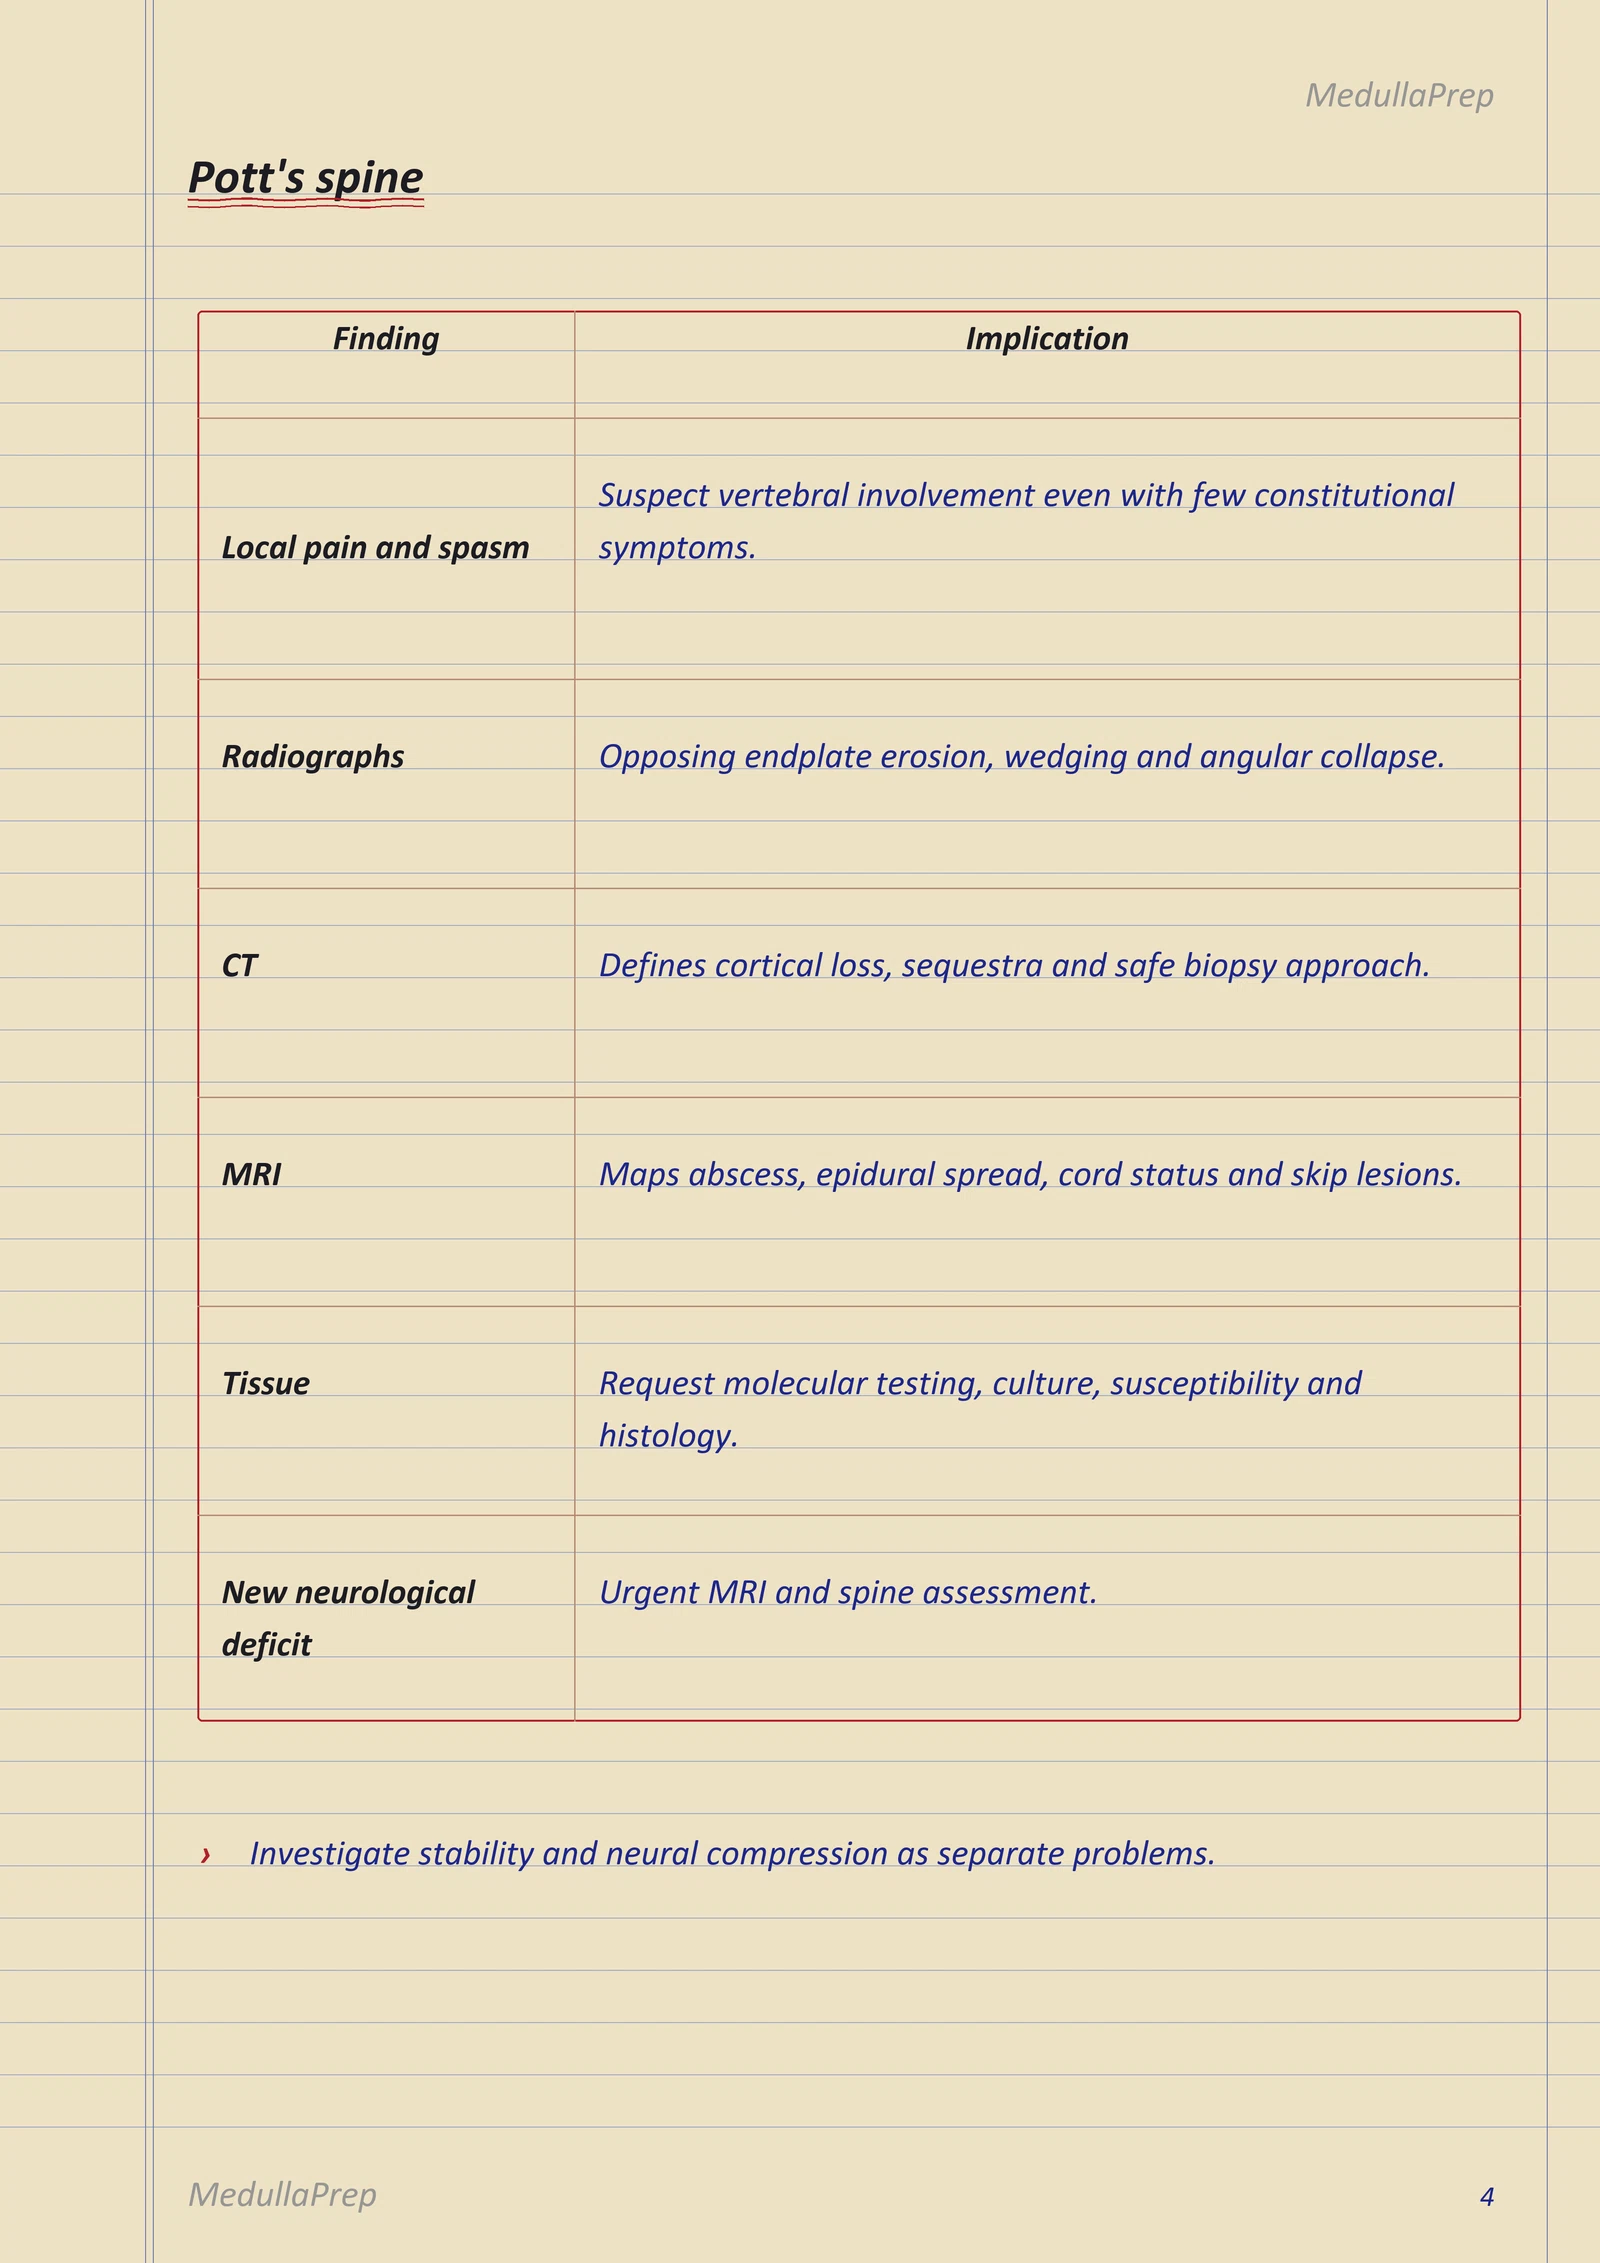 MedullaPrep
Pott's spine
Finding
Implication
Local pain and spasm
Suspect vertebral involvement even with few constitutional
symptoms.
Radiographs
Opposing endplate erosion, wedging and angular collapse.
CT
Defines cortical loss, sequestra and safe biopsy approach.
MRI
Maps abscess, epidural spread, cord status and skip lesions.
Tissue
Request molecular testing, culture, susceptibility and
histology.
New neurological
deficit
Urgent MRI and spine assessment.
› Investigate stability and neural compression as separate problems.
MedullaPrep
4